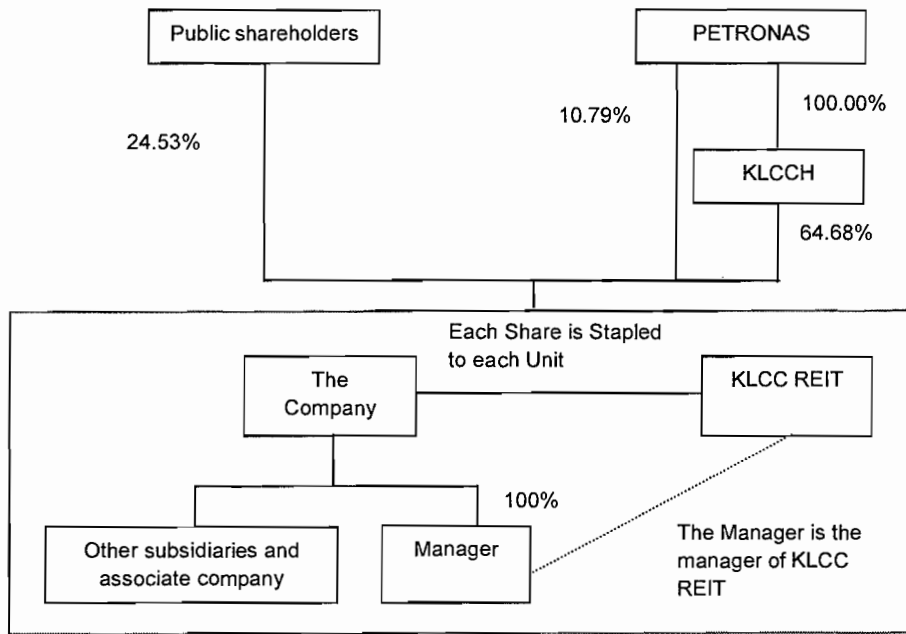 Public shareholders
PETRONAS
24.53%
10.79%
100.00%
KLCCH
64.68%
Each Share is Stapled
to each Unit
The
Company
KLCC REIT
100%
Other subsidiaries and
associate company
Manager
The Manager is the
manager of KLCC
REIT